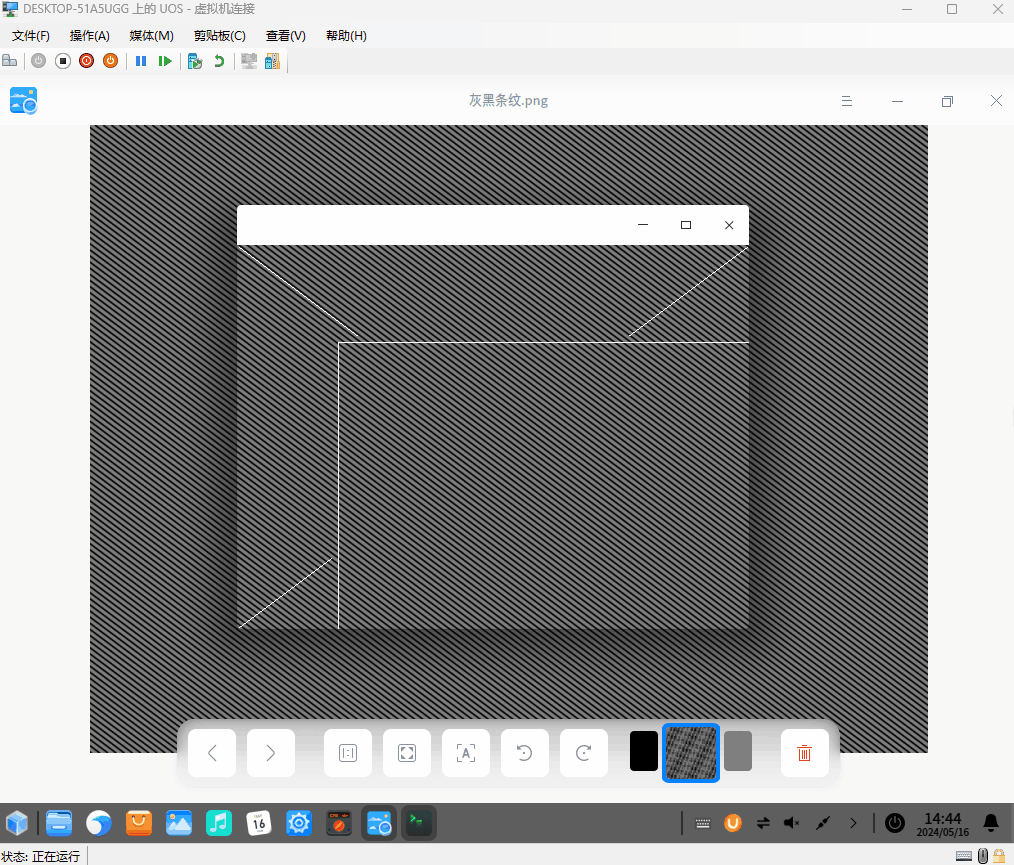 DESKTOP-51A5UGG 上的 UOS - 虚拟机连接
文件(F) 操作(A) 媒体(M) 剪贴板(C) 查看(V) 帮助(H)
灰黑条纹.png
1:1
A
16
14:44
2024/05/16
状态: 正在运行